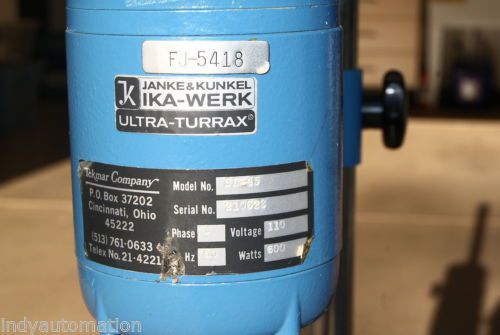 FJ-5418
JANKE & KUNKEL
IKA-WERK
ULTRA-TURRAX®
Tekmar Company
P.O. Box 37202
Cincinnati, Ohio
45222
(513) 761-0633
Telex No. 21-4221
Model No.
Serial No. 210623
Phase Voltage 110
Hz Watts 600
indyautomation